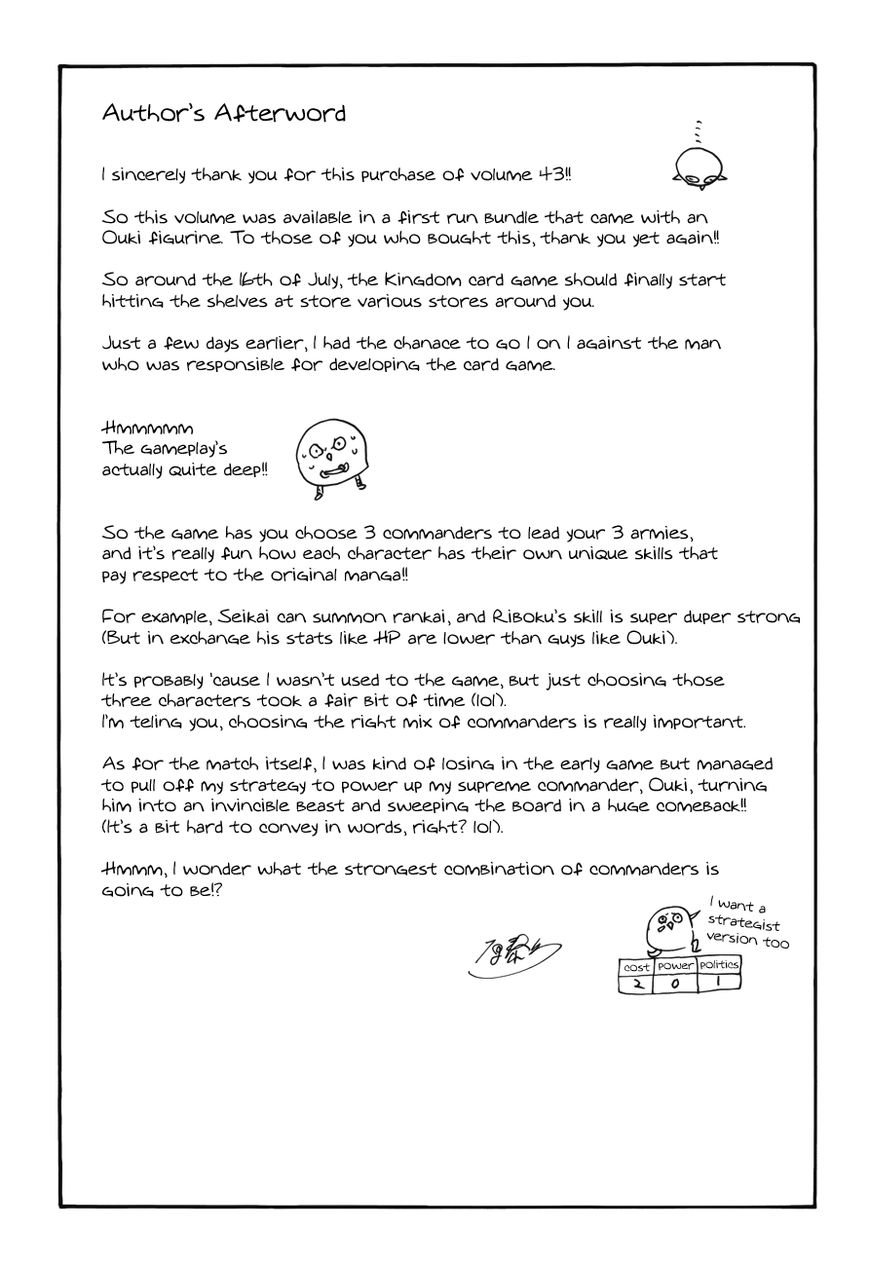 Author's Afterword
I sincerely thank you for this purchase of volume 43!!
So this volume was available in a first run bundle that came with an
Ouki figurine. To those of you who bought this, thank you yet again!!
So around the 16th of July, the Kingdom card game should finally start
hitting the shelves at store various stores around you.
Just a few days earlier, I had the chanace to go 1 on 1 against the man
who was responsible for developing the card game.
Hmmmmm
The gameplay's
actually quite deep!!
So the game has you choose 3 commanders to lead your 3 armies,
and it's really fun how each character has their own unique skills that
pay respect to the original manga!!
For example, Seikai can summon rankai, and Riboku's skill is super duper strong
(But in exchange his stats like HP are lower than guys like Ouki).
It's probably 'cause I wasn't used to the game, but just choosing those
three characters took a fair bit of time (lol).
I'm teling you, choosing the right mix of commanders is really important.
As for the match itself, I was kind of losing in the early game but managed
to pull off my strategy to power up my supreme commander, Ouki, turning
him into an invincible beast and sweeping the board in a huge comeback!!
(It's a bit hard to convey in words, right? lol).
Hmmm, I wonder what the strongest combination of commanders is
going to be!?
I want a
strategist
version too
cost power politics
2 0 1